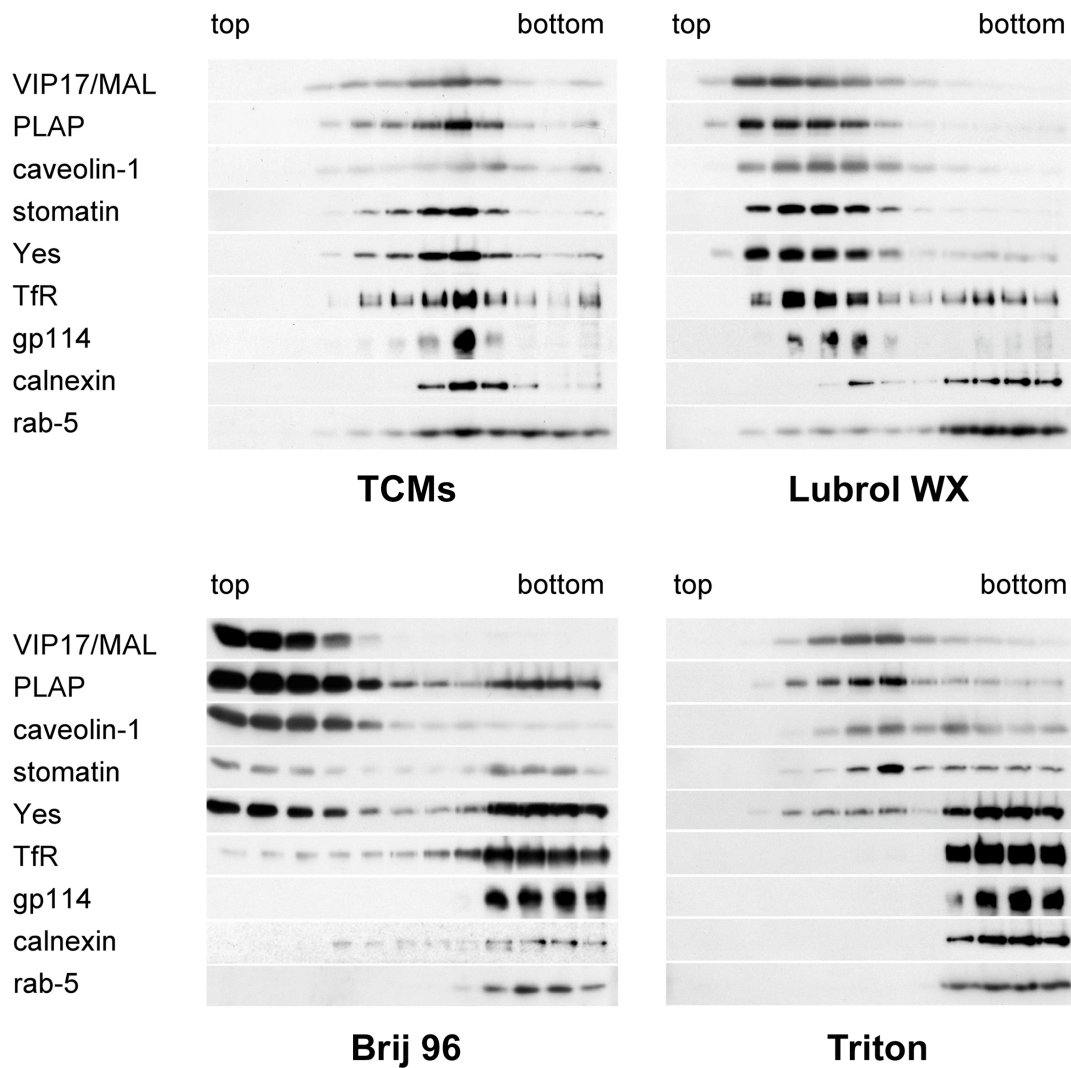 top bottom top bottom
VIP17/MAL
PLAP
caveolin-1
stomatin
Yes
TfR
gp114
calnexin
rab-5
TCMs Lubrol WX
top bottom top bottom
VIP17/MAL
PLAP
caveolin-1
stomatin
Yes
TfR
gp114
calnexin
rab-5
Brij 96 Triton